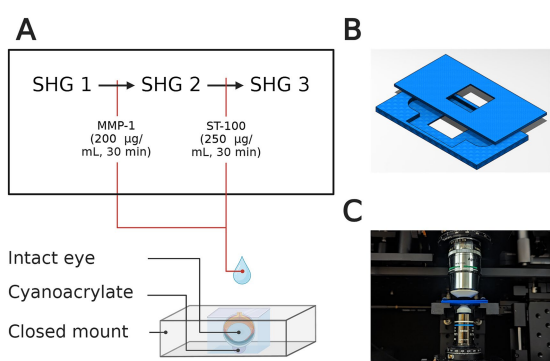 A
B
SHG 1 SHG 2 SHG 3
MMP-1
(200 μg/
mL, 30 min)
ST-100
(250 μg/
mL, 30 min)
C
Intact eye
Cyanoacrylate
Closed mount